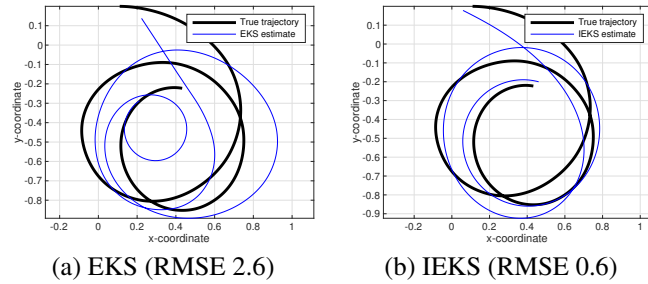 0.2
0.1
0
-0.1
-0.2
-0.3
-0.4
-0.5
-0.6
-0.7
-0.8
y-coordinate
True trajectory
EKS estimate
-0.2 0 0.2 0.4 0.6 0.8 1
x-coordinate
(a) EKS (RMSE 2.6)
0.1
0
-0.1
-0.2
-0.3
-0.4
-0.5
-0.6
-0.7
-0.8
-0.9
y-coordinate
True trajectory
IEKS estimate
-0.2 0 0.2 0.4 0.6 0.8 1
x-coordinate
(b) IEKS (RMSE 0.6)